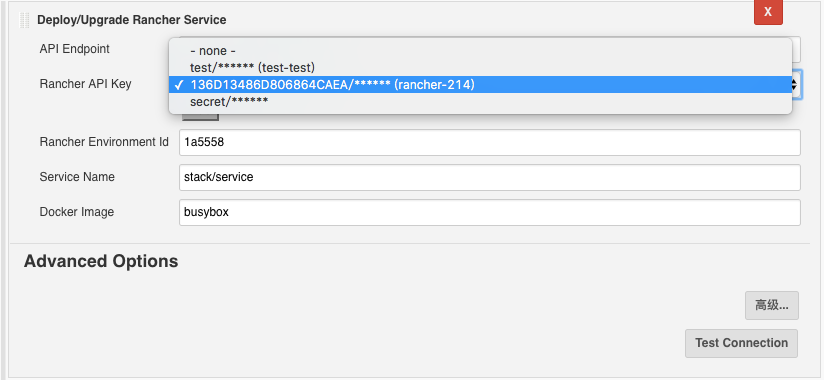 Deploy/Upgrade Rancher Service
X
API Endpoint
- none -
test/****** (test-test)
Rancher API Key
✓ 136D13486D806864CAEA/****** (rancher-214)
secret/******
Rancher Environment Id
1a5558
Service Name
stack/service
Docker Image
busybox
Advanced Options
高级...
Test Connection